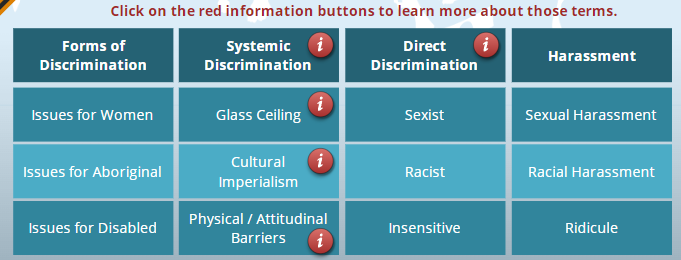 Click on the red information buttons to learn more about those terms.
Forms of
Discrimination
Systemic
Discrimination
i
Direct
Discrimination
i
Harassment
Issues for Women
Glass Ceiling
i
Sexist
Sexual Harassment
Issues for Aboriginal
Cultural
Imperialism
i
Racist
Racial Harassment
Issues for Disabled
Physical / Attitudinal
Barriers
i
Insensitive
Ridicule